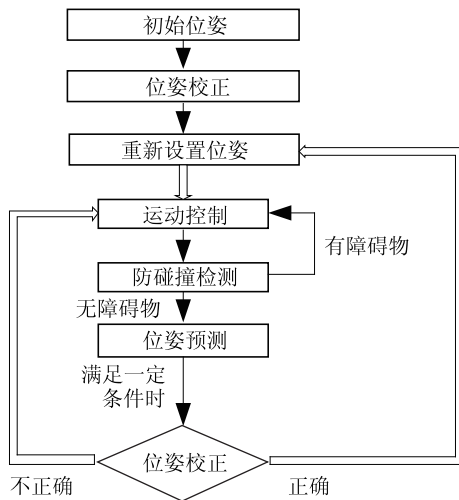 初始位姿
位姿校正
重新设置位姿
运动控制
有障碍物
防碰撞检测
无障碍物
位姿预测
满足一定
条件时
位姿校正
不正确
正确